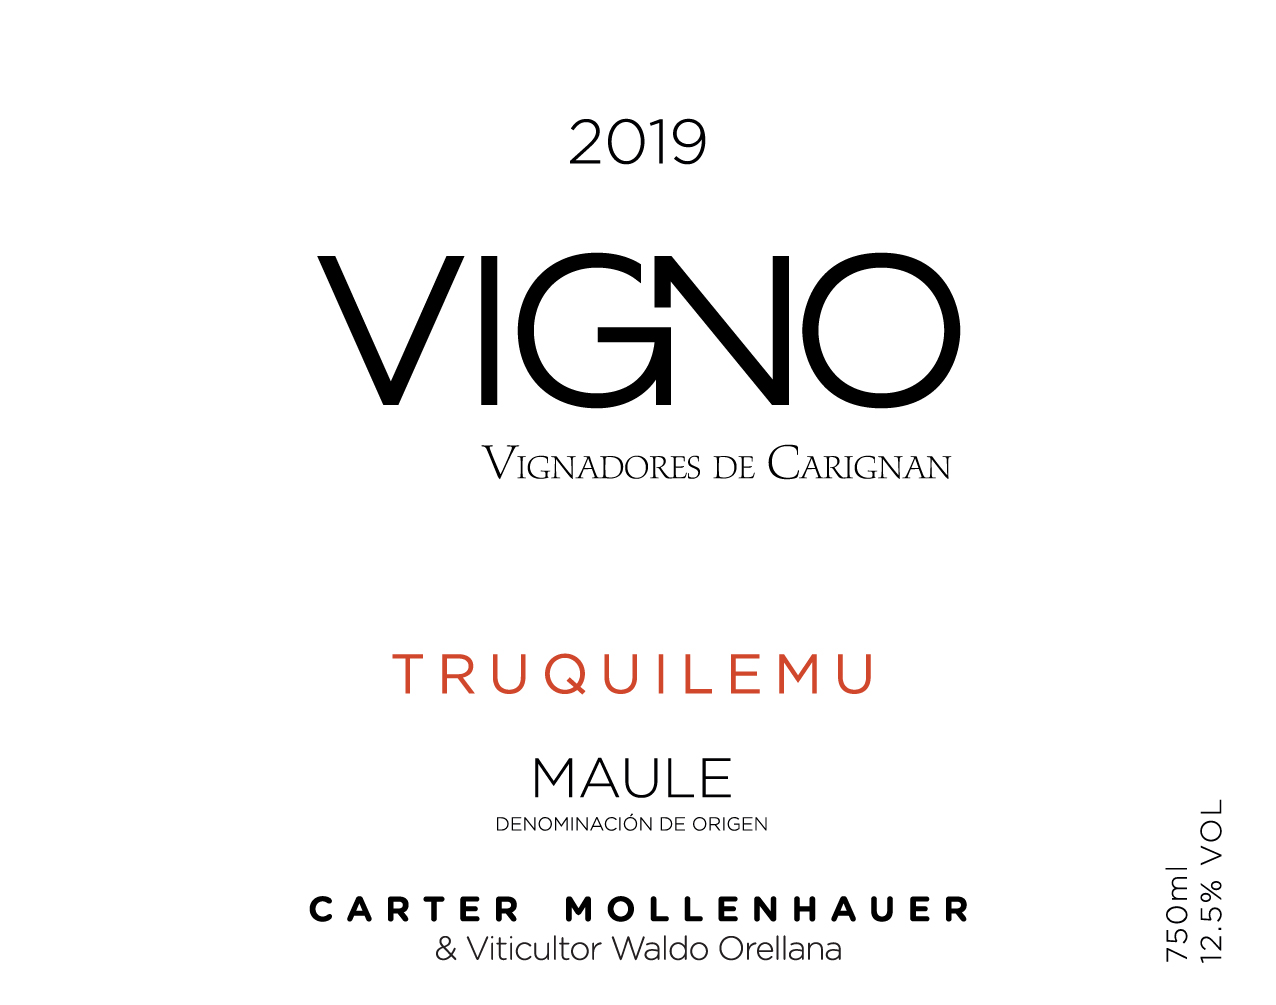 2019
VIGNO
VIGNADORES DE CARIGNAN
TRUQUILEMU
MAULE
DENOMINACIÓN DE ORIGEN
CARTER MOLLENHAUER
& Viticultor Waldo Orellana
750ml
12.5% VOL